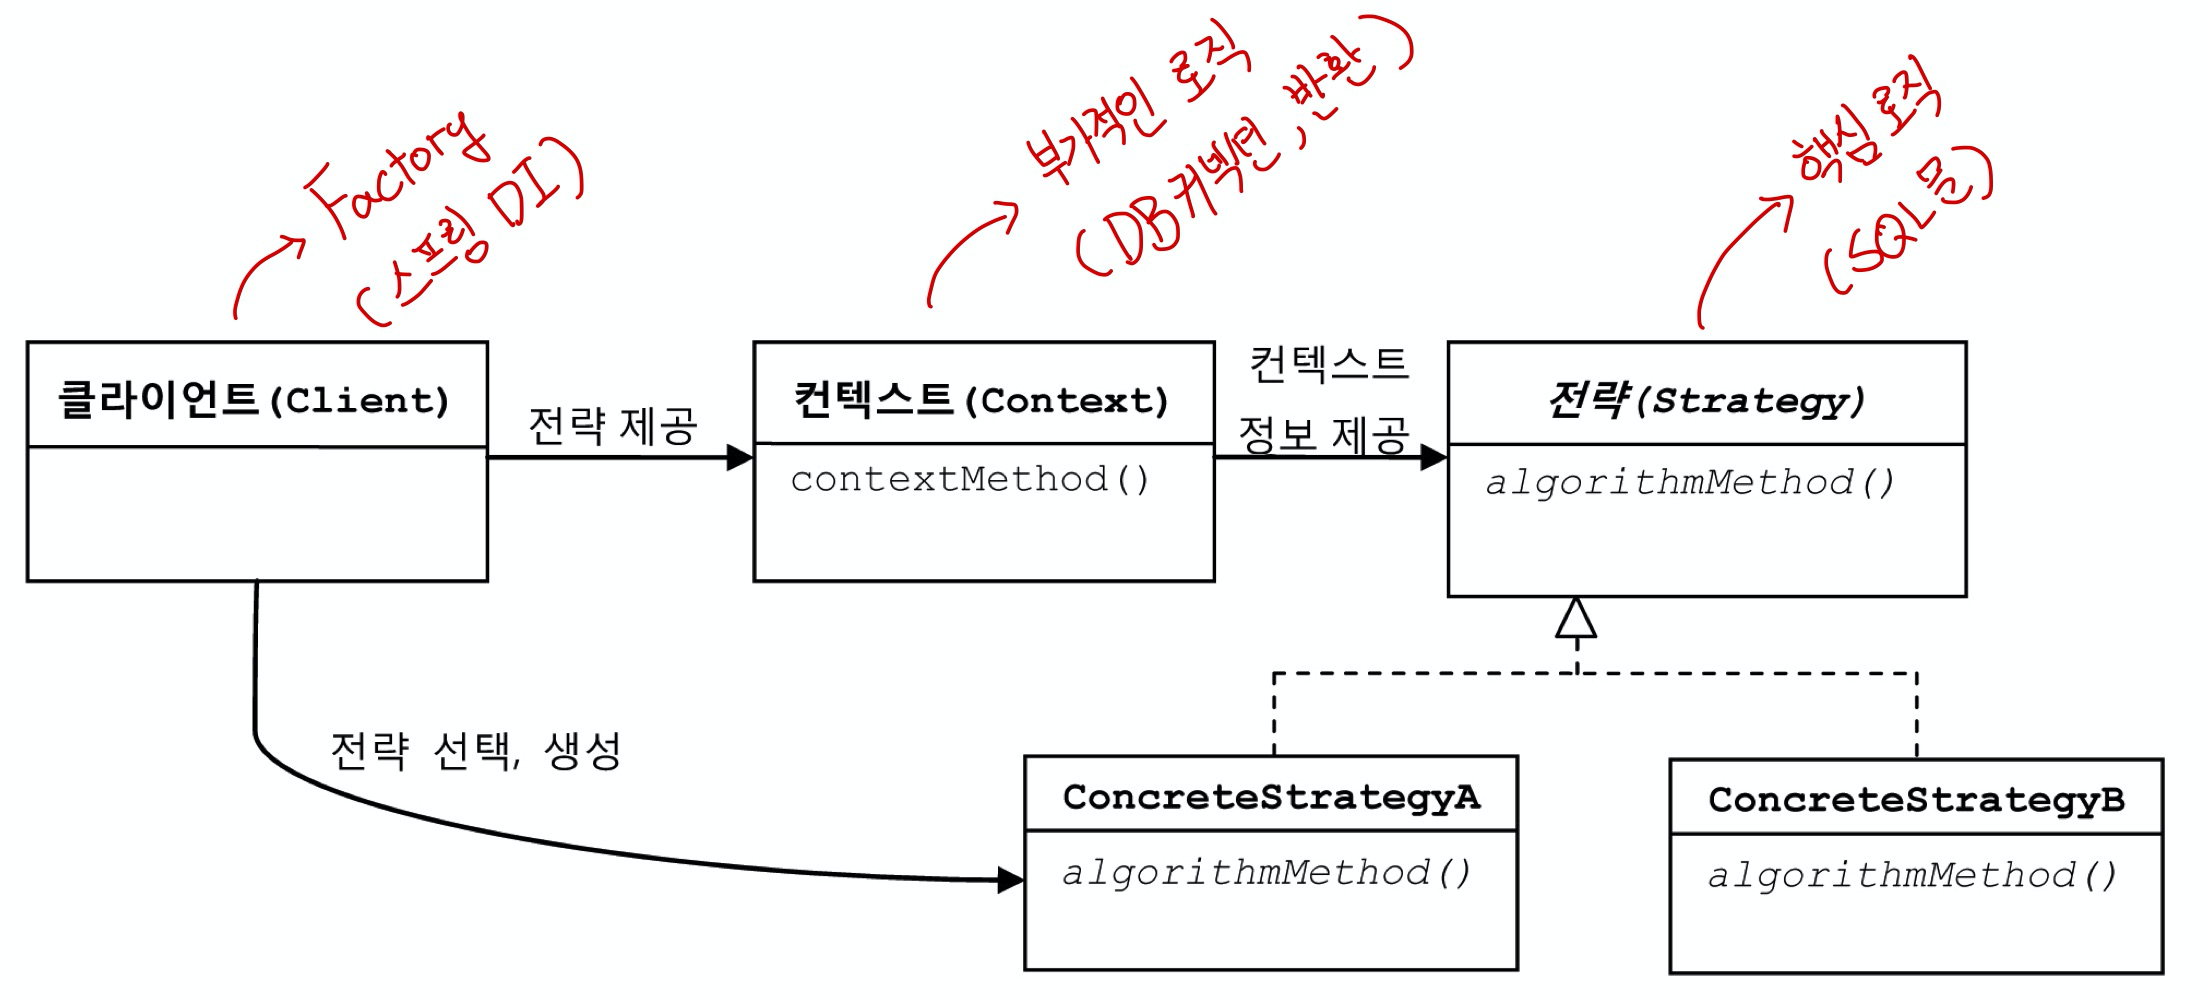 Factory
(스프링 DI)
부가적인 로직
(DB커넥션, 반환)
핵심 로직
(SQL문)
클라이언트(Client)
전략 제공
컨텍스트(Context)
contextMethod()
컨텍스트
정보 제공
전략(Strategy)
algorithmMethod()
전략 선택, 생성
ConcreteStrategyA
algorithmMethod()
ConcreteStrategyB
algorithmMethod()